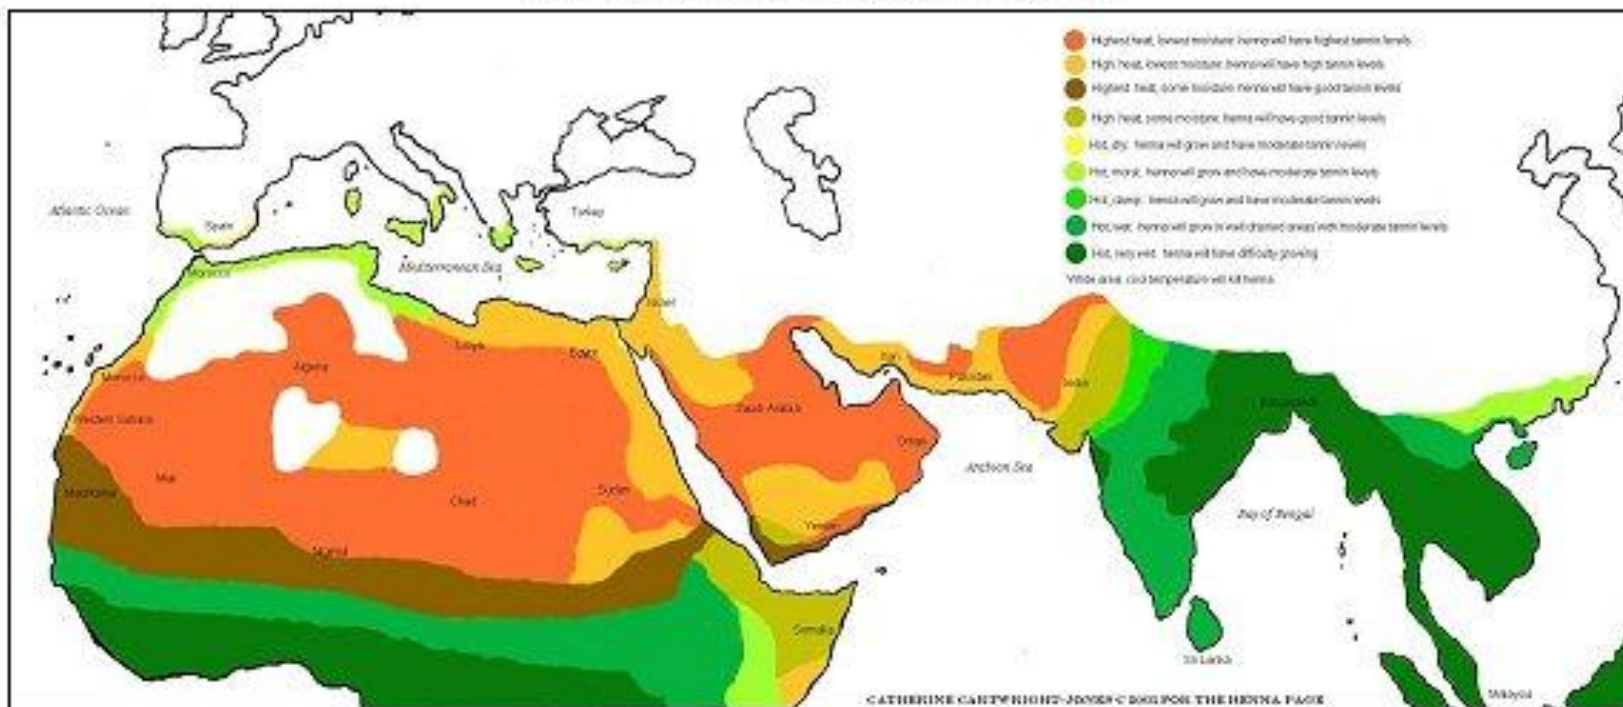 Highest heat, lowest moisture: henna will have highest tannin levels
High heat, lowest moisture: henna will have high tannin levels
Highest heat, some moisture: henna will have good tannin levels
High heat, some moisture: henna will have good tannin levels
Hot, dry: henna will grow and have moderate tannin levels
Hot, moist: henna will grow and have moderate tannin levels
Hot, damp: henna will grow and have moderate tannin levels
Hot, wet: henna will grow in well drained areas with moderate tannin levels
Hot, very wet: henna will have difficulty growing
White area: cool temperature will kill henna
Atlantic Ocean
Spain
Turkey
Mediterranean Sea
Morocco
Israel
Libya
Egypt
Algeria
Iran
Pakistan
India
Morocco
Western Sahara
Saudi Arabia
Bangladesh
Oman
Arabian Sea
Mali
Mauritania
Chad
Sudan
Yemen
Bay of Bengal
Somalia
Sri Lanka
Malaysia
CATHERINE CARTWRIGHT-JONES C 2002 FOR THE HENNA PAGE